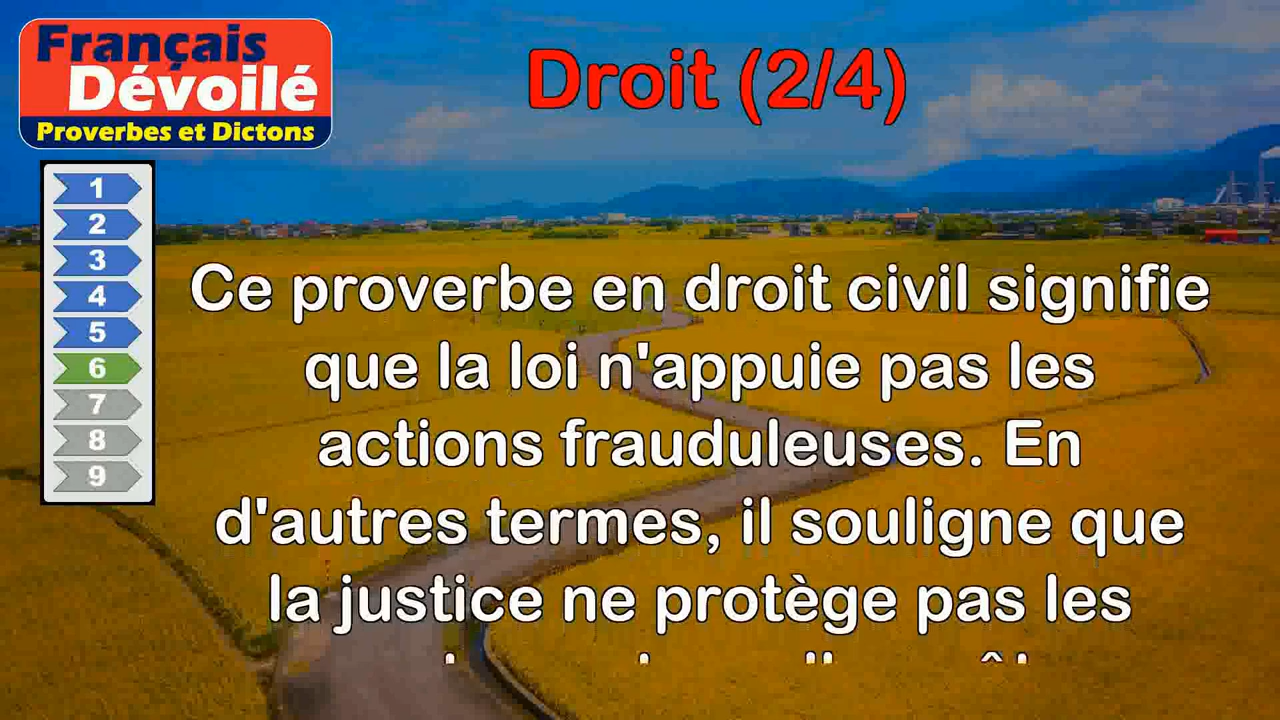 Français
Dévoilé
Proverbes et Dictons
Droit (2/4)
1
2
3
4
5
6
7
8
9
Ce proverbe en droit civil signifie
que la loi n'appuie pas les
actions frauduleuses. En
d'autres termes, il souligne que
la justice ne protège pas les